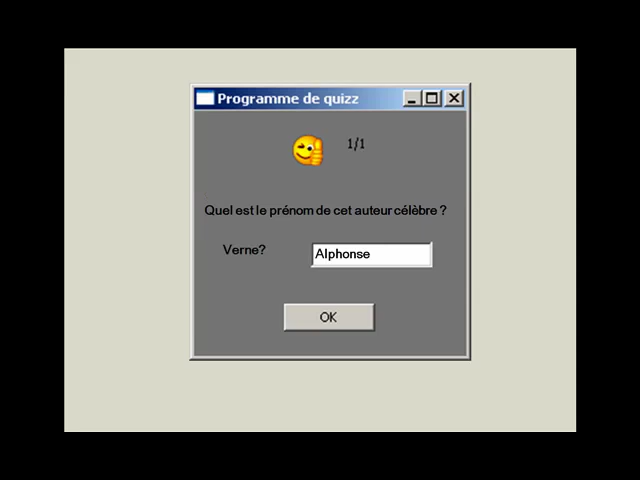 Programme de quizz
1/1
Quel est le prénom de cet auteur célèbre ?
Verne?
Alphonse
OK